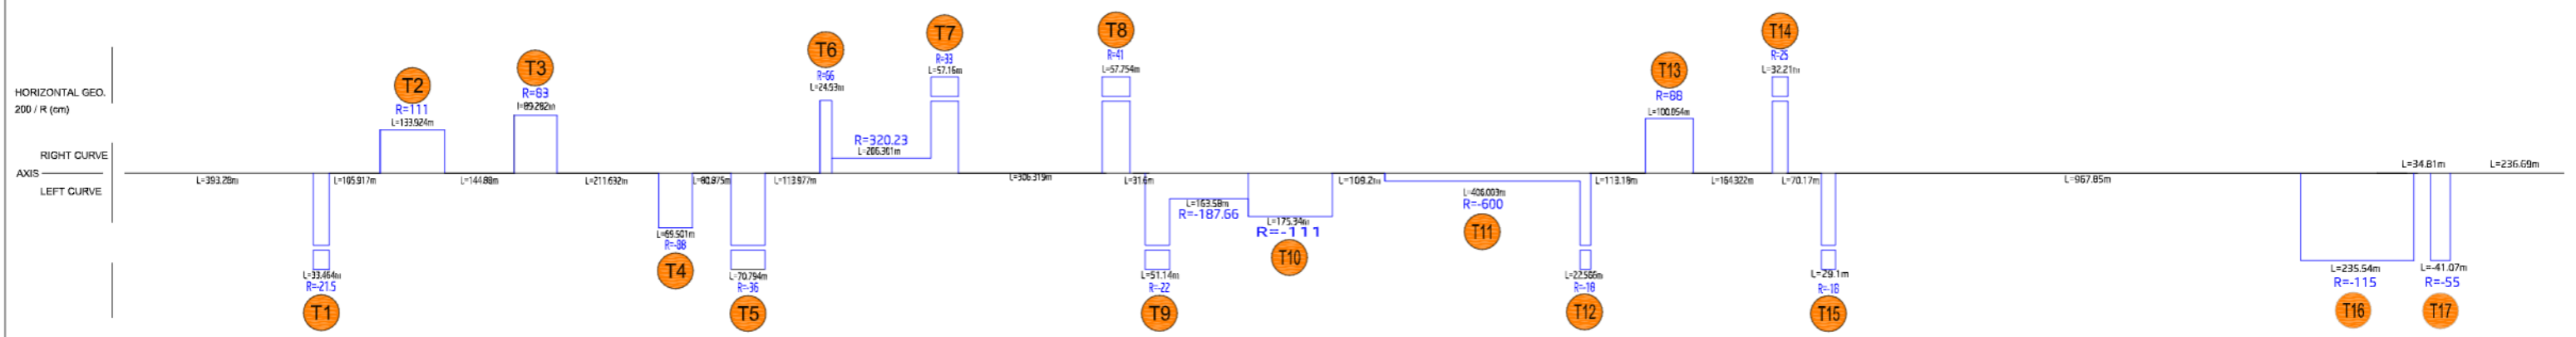 HORIZONTAL GEO.
200 / R (cm)
RIGHT CURVE
AXIS
LEFT CURVE
L=393.28m
L=33.464m
R=-21.5
T1
L=105.917m
T2
R=111
L=133.924m
L=144.88m
T3
R=83
L=89.282m
L=211.632m
L=69.501m
R=-88
T4
L=80.875m
L=70.794m
R=-36
T5
L=113.977m
T6
R=66
L=24.53m
R=320.23
L=206.361m
T7
R=33
L=57.16m
L=306.319m
T8
R=41
L=57.754m
L=31.6m
L=51.14m
R=-22
T9
L=163.58m
R=-187.66
L=175.34m
R=-111
T10
L=109.2m
L=406.003m
R=-600
T11
L=22.566m
R=-18
T12
L=113.18m
T13
R=88
L=100.054m
L=164.322m
T14
R=25
L=32.21m
L=70.17m
L=29.1m
R=-18
T15
L=967.85m
L=235.54m
R=-115
T16
L=34.81m
L=-41.07m
R=-55
T17
L=236.69m